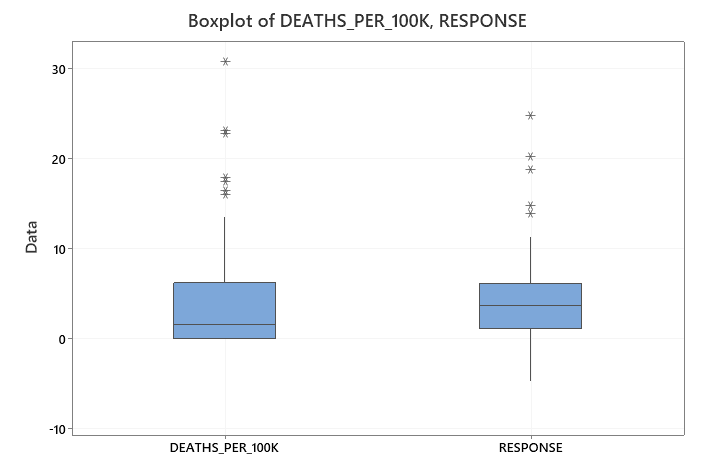 Boxplot of DEATHS_PER_100K, RESPONSE
30
20
10
0
-10
Data
DEATHS_PER_100K
RESPONSE